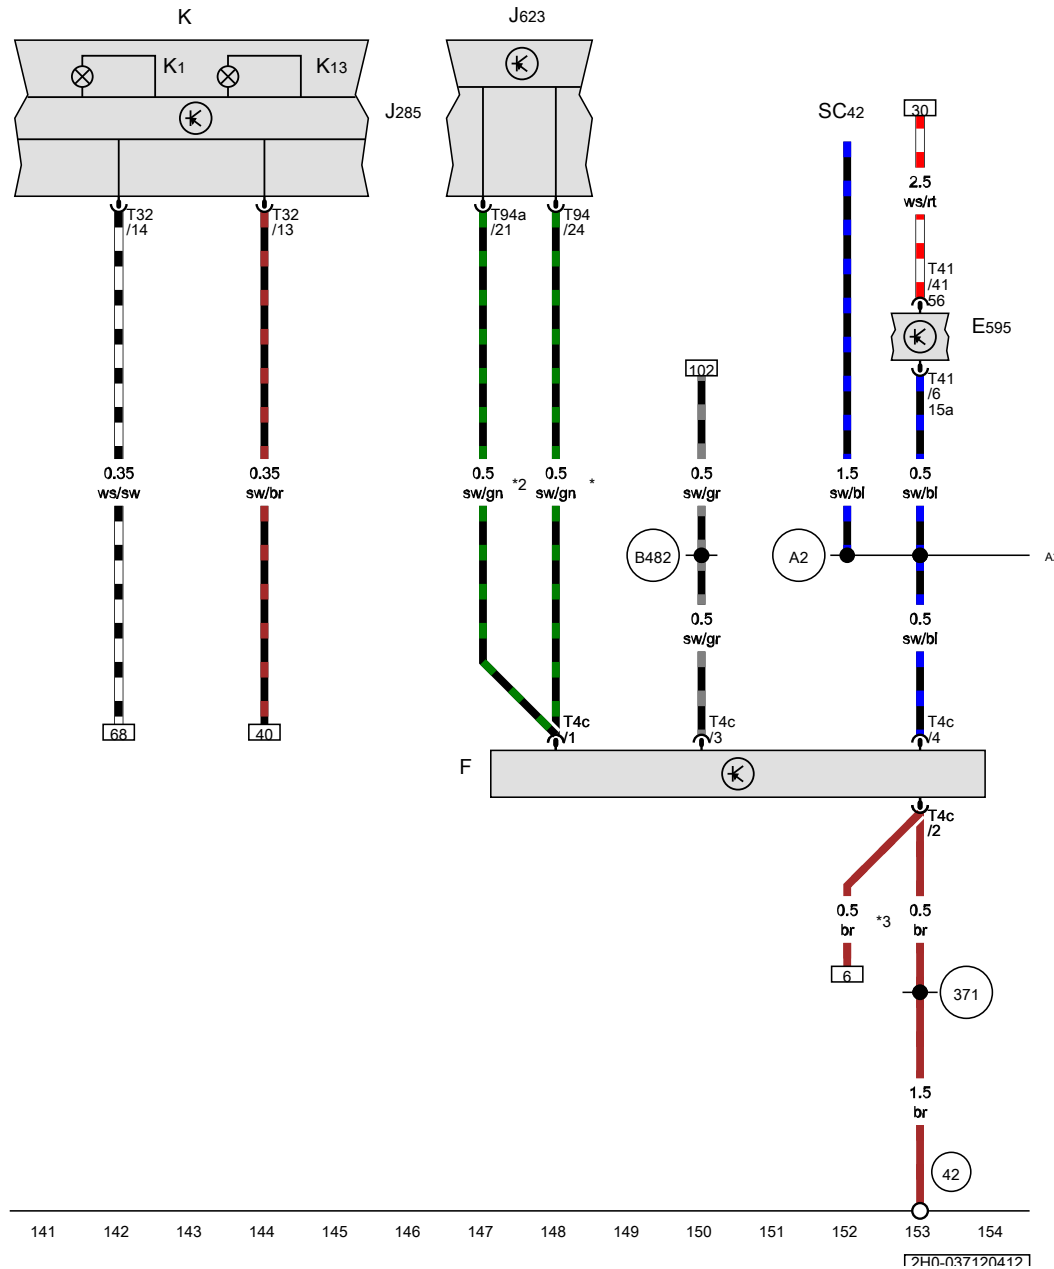 K
J623
K1
K13
J285
SC42
30
2.5
ws/rt
T32
/14
T32
/13
T94a
/21
T94
/24
T41
/41
56
E595
T41
/6
15a
102
0.35
ws/sw
0.35
sw/br
0.5
sw/gn
*2
0.5
sw/gn
*
0.5
sw/gr
1.5
sw/bl
0.5
sw/bl
B482
A2
0.5
sw/gr
0.5
sw/bl
68
40
T4c
/1
T4c
/3
T4c
/4
F
T4c
/2
0.5
br
*3
0.5
br
6
371
1.5
br
42
141 142 143 144 145 146 147 148 149 150 151 152 153 154
2H0-037120412